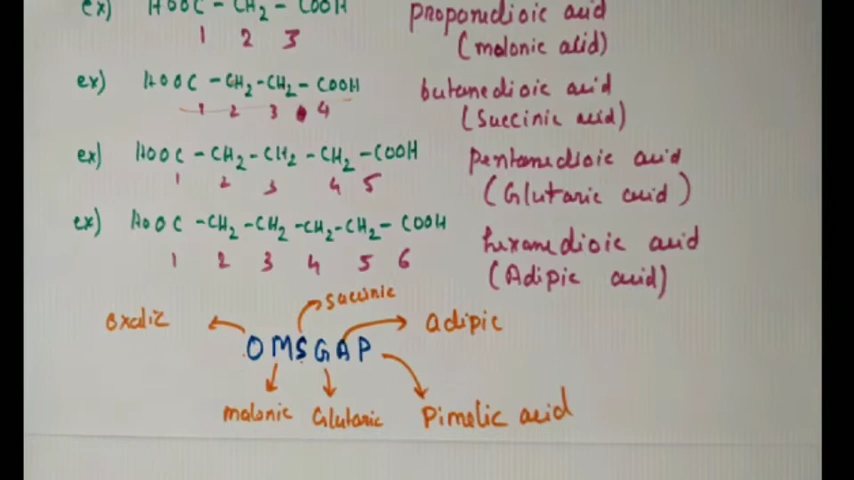 ex) HOOC - CH2 - COOH propanedioic acid
1 2 3 (malonic acid)
ex) HOOC - CH2 - CH2 - COOH butanedioic acid
1 2 3 4 (Succinic acid)
ex) HOOC - CH2 - CH2 - CH2 - COOH pentanedioic acid
1 2 3 4 5 (Glutaric acid)
ex) HOOC - CH2 - CH2 - CH2 - CH2 - COOH hexanedioic acid
1 2 3 4 5 6 (Adipic acid)
succinic
oxalic adipic
OMSGAP
malonic Glutaric Pimelic acid